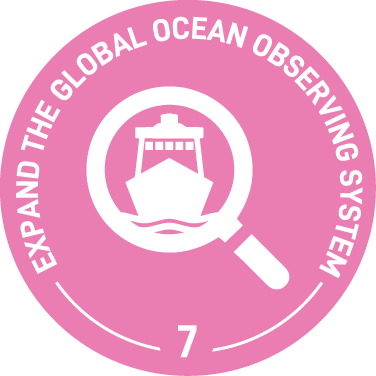 EXPAND THE GLOBAL OCEAN OBSERVING SYSTEM
7